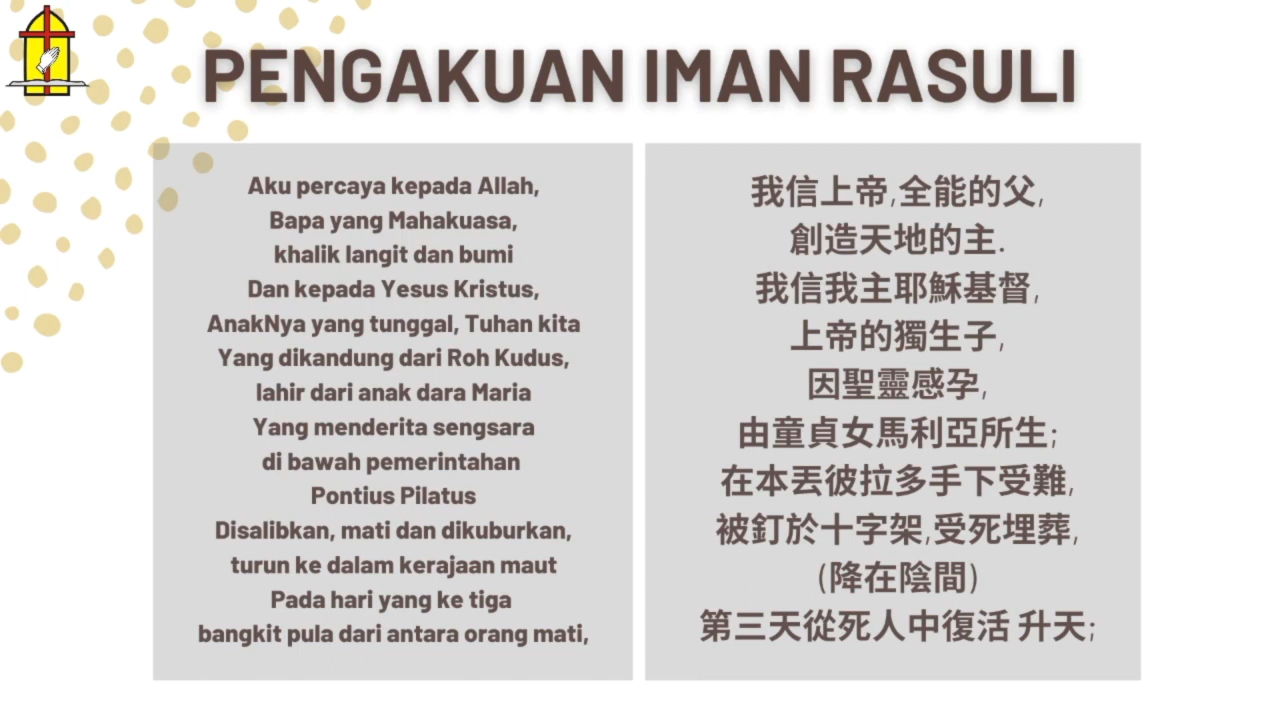 PENGAKUAN IMAN RASULI
Aku percaya kepada Allah,
Bapa yang Mahakuasa,
khalik langit dan bumi
Dan kepada Yesus Kristus,
AnakNya yang tunggal, Tuhan kita
Yang dikandung dari Roh Kudus,
lahir dari anak dara Maria
Yang menderita sengsara
di bawah pemerintahan
Pontius Pilatus
Disalibkan, mati dan dikuburkan,
turun ke dalam kerajaan maut
Pada hari yang ke tiga
bangkit pula dari antara orang mati,
我信上帝,全能的父,
創造天地的主.
我信我主耶穌基督,
上帝的獨生子,
因聖靈感孕,
由童貞女馬利亞所生;
在本丟彼拉多手下受難,
被釘於十字架,受死埋葬,
(降在陰間)
第三天從死人中復活 升天;